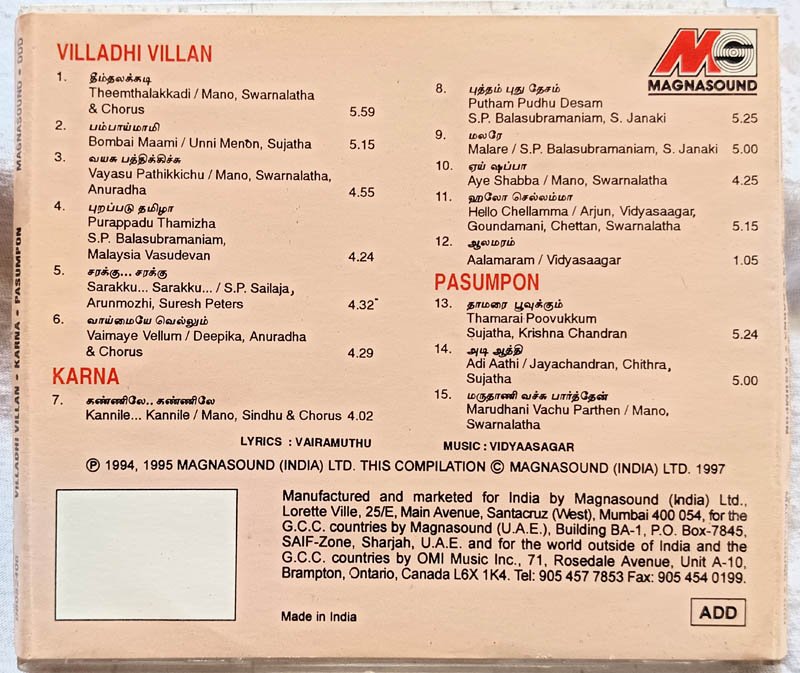 VILLADHI VILLAN
1. தீம்தலக்கடி
Theemthalakkadi / Mano, Swarnalatha
& Chorus 5.59
2. பம்பாய்மாமி
Bombai Maami / Unni Menon, Sujatha 5.15
3. வயசு பத்திக்கிச்சு
Vayasu Pathikkichu / Mano, Swarnalatha,
Anuradha 4.55
4. புறப்படு தமிழா
Purappadu Thamizha
S.P. Balasubramaniam,
Malaysia Vasudevan 4.24
5. சரக்கு... சரக்கு
Sarakku... Sarakku... / S.P. Sailaja,
Arunmozhi, Suresh Peters 4.32
6. வாய்மையே வெல்லும்
Vaimaye Vellum / Deepika, Anuradha
& Chorus 4.29
KARNA
7. கண்ணிலே.. கண்ணிலே
Kannile... Kannile / Mano, Sindhu & Chorus 4.02
MAGNASOUND
8. புத்தம் புது தேசம்
Putham Pudhu Desam
S.P. Balasubramaniam, S. Janaki 5.25
9. மலரே
Malare / S.P. Balasubramaniam, S. Janaki 5.00
10. ஏய் ஷப்பா
Aye Shabba / Mano, Swarnalatha 4.25
11. ஹலோ செல்லம்மா
Hello Chellamma / Arjun, Vidyasaagar,
Goundamani, Chettan, Swarnalatha 5.15
12. ஆலமரம்
Aalamaram / Vidyasaagar 1.05
PASUMPON
13. தாமரை பூவுக்கும்
Thamarai Poovukkum
Sujatha, Krishna Chandran 5.24
14. அடி ஆத்தி
Adi Aathi / Jayachandran, Chithra,
Sujatha 5.00
15. மருதாணி வச்சு பார்த்தேன்
Marudhani Vachu Parthen / Mano,
Swarnalatha
LYRICS : VAIRAMUTHU MUSIC : VIDYAASAGAR
℗ 1994, 1995 MAGNASOUND (INDIA) LTD. THIS COMPILATION © MAGNASOUND (INDIA) LTD. 1997
Manufactured and marketed for India by Magnasound (India) Ltd.,
Lorette Ville, 25/E, Main Avenue, Santacruz (West), Mumbai 400 054, for the
G.C.C. countries by Magnasound (U.A.E.), Building BA-1, P.O. Box-7845,
SAIF-Zone, Sharjah, U.A.E. and for the world outside of India and the
G.C.C. countries by OMI Music Inc., 71, Rosedale Avenue, Unit A-10,
Brampton, Ontario, Canada L6X 1K4. Tel: 905 457 7853 Fax: 905 454 0199.
Made in India
ADD
VILLADHI VILLAN - KARNA - PASUMPON MAGNASOUND - DDD